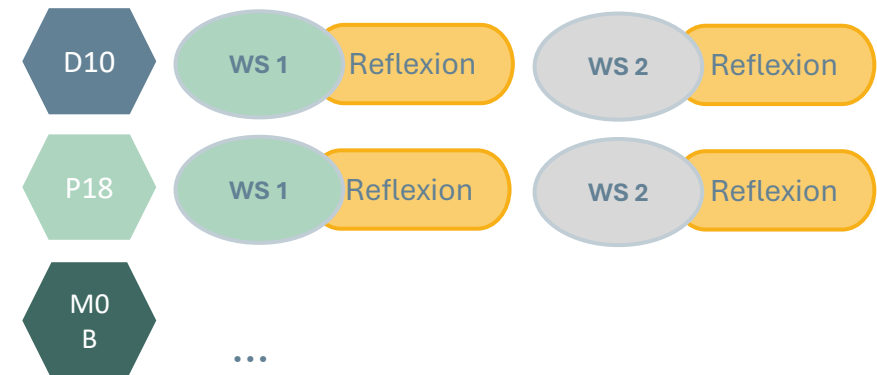 D10 WS 1 Reflexion WS 2 Reflexion
P18 WS 1 Reflexion WS 2 Reflexion
M0
B
...